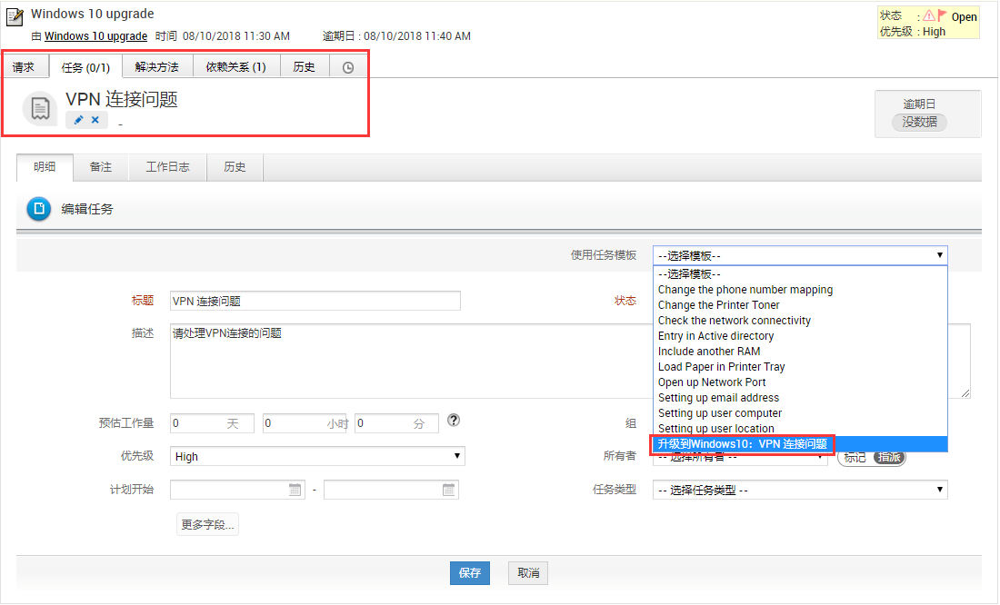 Windows 10 upgrade
由 Windows 10 upgrade 时间 08/10/2018 11:30 AM 逾期日 : 08/10/2018 11:40 AM
状态 : Open
优先级 : High
请求 任务 (0/1) 解决方法 依赖关系 (1) 历史
VPN 连接问题
-
逾期日
没数据
明细 备注 工作日志 历史
编辑任务
使用任务模板 --选择模板--
--选择模板--
Change the phone number mapping
Change the Printer Toner
Check the network connectivity
Entry in Active directory
Include another RAM
Load Paper in Printer Tray
Open up Network Port
Setting up email address
Setting up user computer
Setting up user location
升级到Windows10：VPN 连接问题
标题 VPN 连接问题 状态
描述 请处理VPN连接的问题
预估工作量 0 天 0 小时 0 分 ? 组
优先级 High 所有者 -- 选择所有者 -- 标记 指派
计划开始 - 任务类型 -- 选择任务类型 --
更多字段...
保存 取消